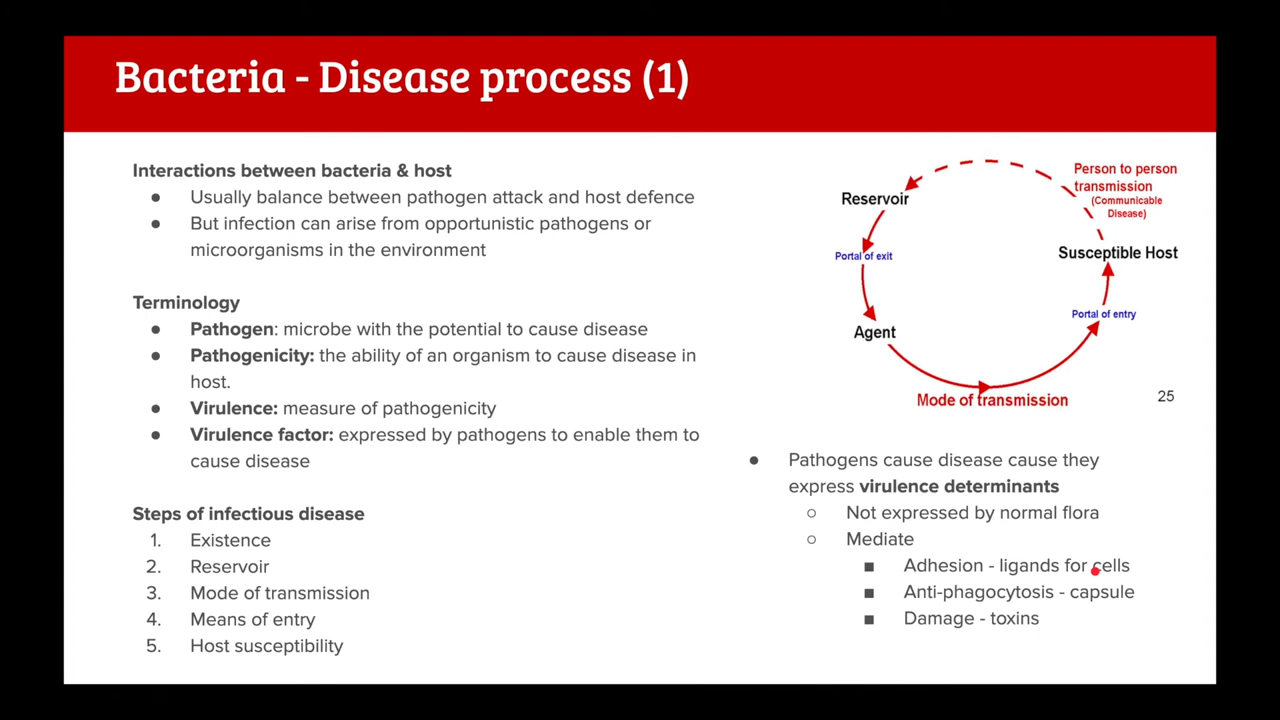 Bacteria - Disease process (1)
Interactions between bacteria & host
● Usually balance between pathogen attack and host defence
● But infection can arise from opportunistic pathogens or
microorganisms in the environment
Terminology
● Pathogen: microbe with the potential to cause disease
● Pathogenicity: the ability of an organism to cause disease in
host.
● Virulence: measure of pathogenicity
● Virulence factor: expressed by pathogens to enable them to
cause disease
Steps of infectious disease
1. Existence
2. Reservoir
3. Mode of transmission
4. Means of entry
5. Host susceptibility
Person to person
transmission
(Communicable
Disease)
Reservoir
Susceptible Host
Portal of exit
Portal of entry
Agent
Mode of transmission
25
● Pathogens cause disease cause they
express virulence determinants
○ Not expressed by normal flora
○ Mediate
■ Adhesion - ligands for cells
■ Anti-phagocytosis - capsule
■ Damage - toxins